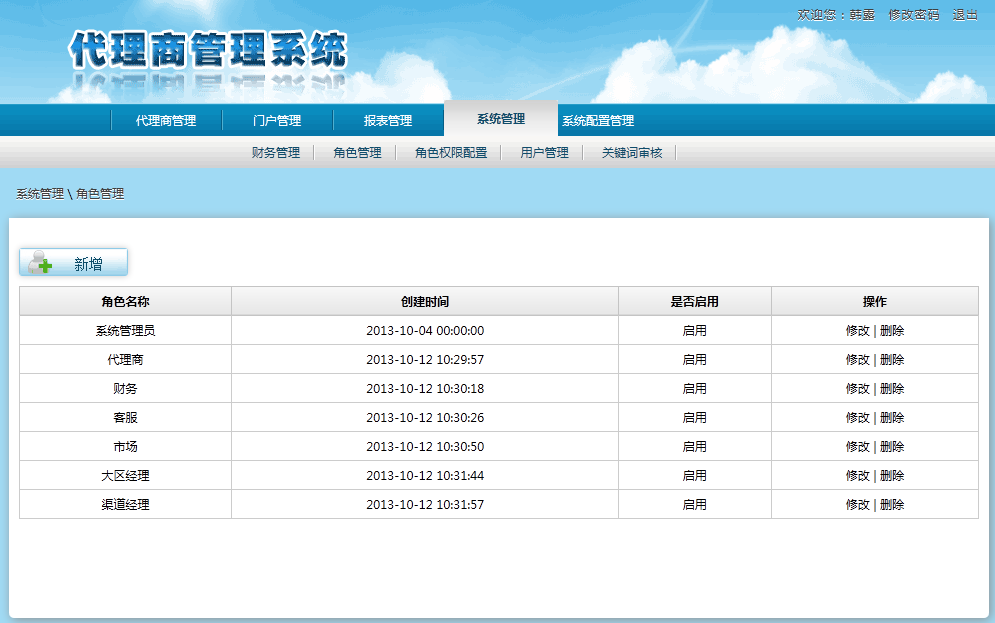 欢迎您：韩露 修改密码 退出
代理商管理系统
代理商管理 门户管理 报表管理 系统管理 系统配置管理
财务管理 角色管理 角色权限配置 用户管理 关键词审核
系统管理 \ 角色管理
新增
角色名称 创建时间 是否启用 操作
系统管理员 2013-10-04 00:00:00 启用 修改 | 删除
代理商 2013-10-12 10:29:57 启用 修改 | 删除
财务 2013-10-12 10:30:18 启用 修改 | 删除
客服 2013-10-12 10:30:26 启用 修改 | 删除
市场 2013-10-12 10:30:50 启用 修改 | 删除
大区经理 2013-10-12 10:31:44 启用 修改 | 删除
渠道经理 2013-10-12 10:31:57 启用 修改 | 删除